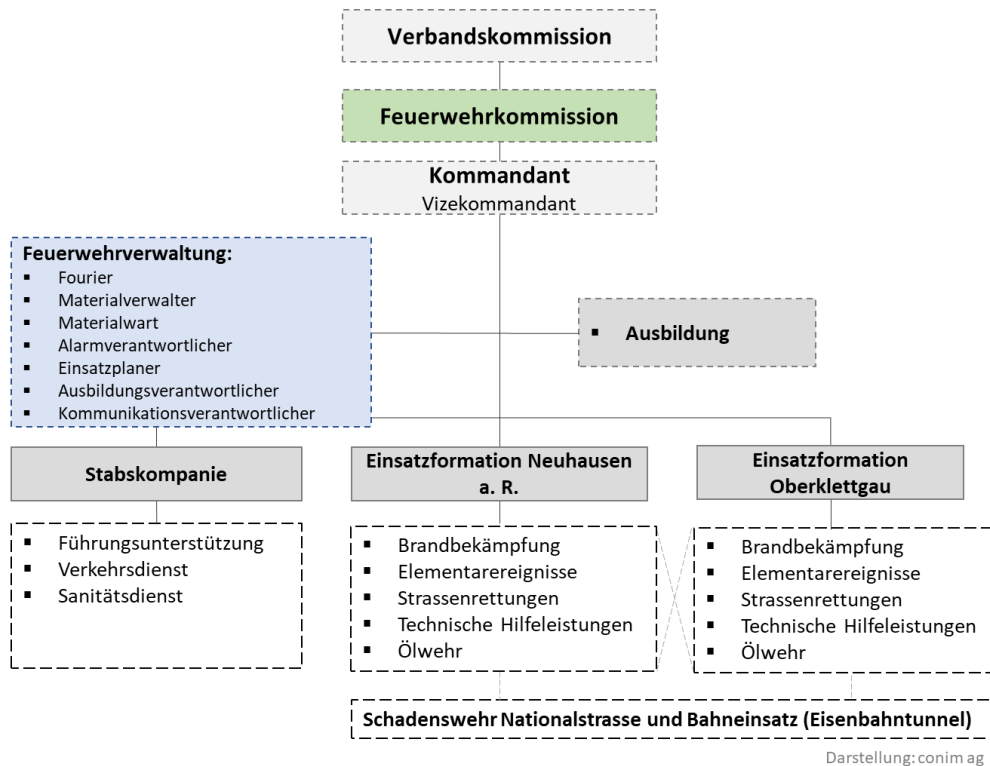 Verbandskommission
Feuerwehrkommission
Kommandant
Vizekommandant
Feuerwehrverwaltung:
▪ Fourier
▪ Materialverwalter
▪ Materialwart
▪ Alarmverantwortlicher
▪ Einsatzplaner
▪ Ausbildungsverantwortlicher
▪ Kommunikationsverantwortlicher
▪ Ausbildung
Stabskompanie
▪ Führungsunterstützung
▪ Verkehrsdienst
▪ Sanitätsdienst
Einsatzformation Neuhausen
a. R.
▪ Brandbekämpfung
▪ Elementarereignisse
▪ Strassenrettungen
▪ Technische Hilfeleistungen
▪ Ölwehr
Einsatzformation
Oberklettgau
▪ Brandbekämpfung
▪ Elementarereignisse
▪ Strassenrettungen
▪ Technische Hilfeleistungen
▪ Ölwehr
Schadenswehr Nationalstrasse und Bahneinsatz (Eisenbahntunnel)
Darstellung: conim ag